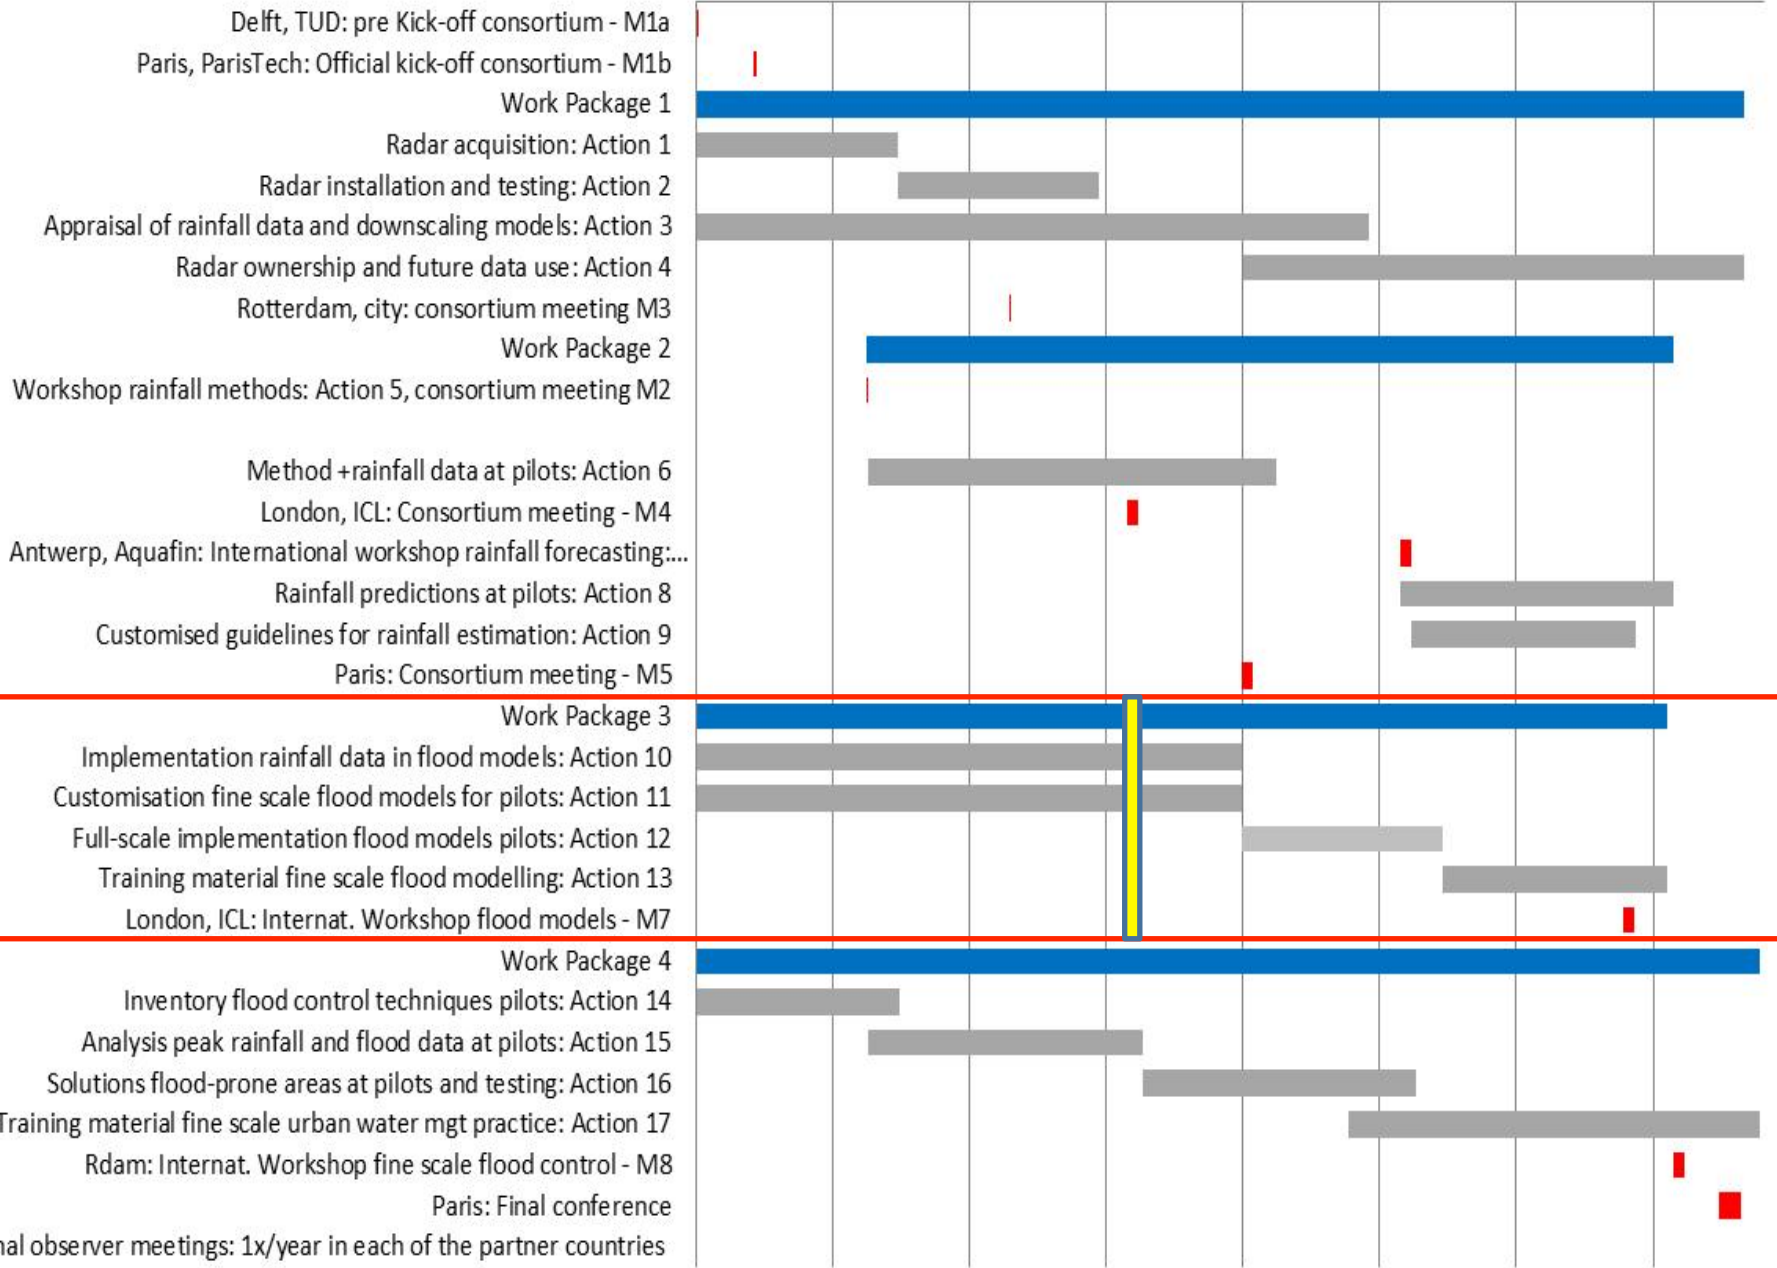 Delft, TUD: pre Kick-off consortium - M1a
Paris, ParisTech: Official kick-off consortium - M1b
Work Package 1
Radar acquisition: Action 1
Radar installation and testing: Action 2
Appraisal of rainfall data and downscaling models: Action 3
Radar ownership and future data use: Action 4
Rotterdam, city: consortium meeting M3
Work Package 2
Workshop rainfall methods: Action 5, consortium meeting M2
Method +rainfall data at pilots: Action 6
London, ICL: Consortium meeting - M4
Antwerp, Aquafin: International workshop rainfall forecasting:...
Rainfall predictions at pilots: Action 8
Customised guidelines for rainfall estimation: Action 9
Paris: Consortium meeting - M5
Work Package 3
Implementation rainfall data in flood models: Action 10
Customisation fine scale flood models for pilots: Action 11
Full-scale implementation flood models pilots: Action 12
Training material fine scale flood modelling: Action 13
London, ICL: Internat. Workshop flood models - M7
Work Package 4
Inventory flood control techniques pilots: Action 14
Analysis peak rainfall and flood data at pilots: Action 15
Solutions flood-prone areas at pilots and testing: Action 16
Training material fine scale urban water mgt practice: Action 17
Rdam: Internat. Workshop fine scale flood control - M8
Paris: Final conference
observer meetings: 1x/year in each of the partner countries